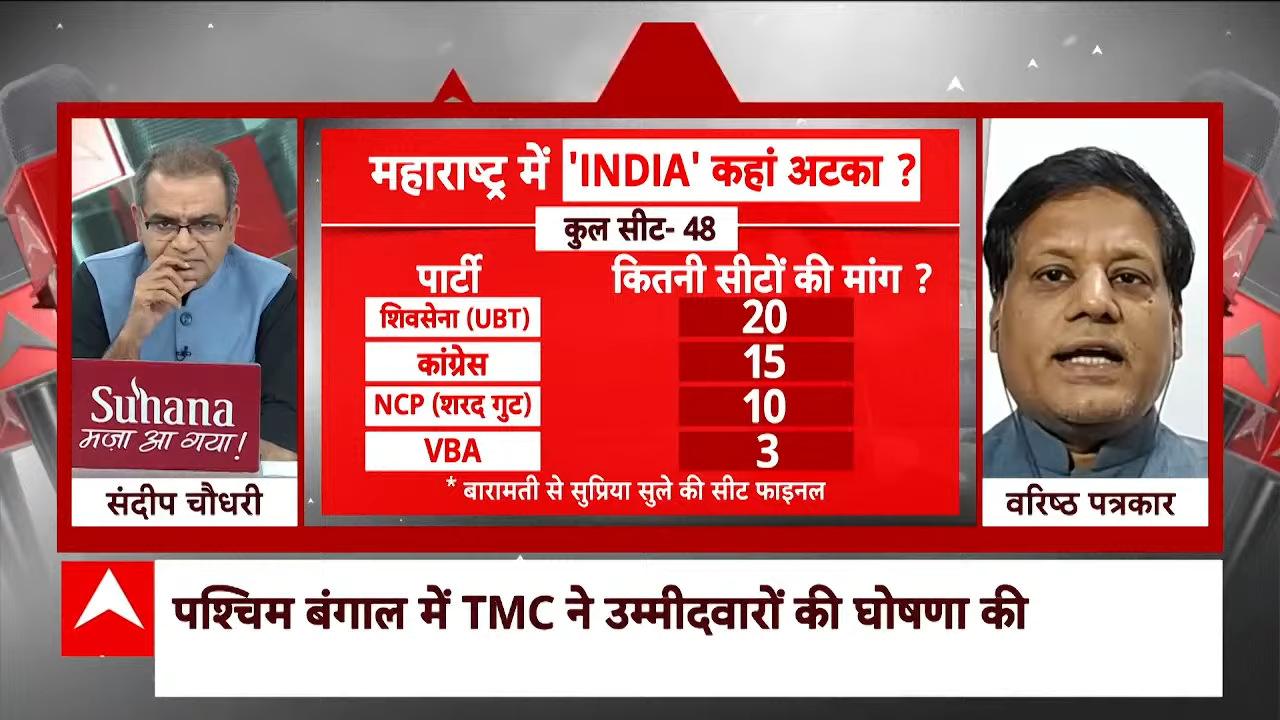 महाराष्ट्र में 'INDIA' कहां अटका ?
कुल सीट- 48
पार्टी कितनी सीटों की मांग ?
शिवसेना (UBT) 20
कांग्रेस 15
NCP (शरद गुट) 10
VBA 3
* बारामती से सुप्रिया सुले की सीट फाइनल
Suhana
मज़ा आ गया!
संदीप चौधरी
वरिष्ठ पत्रकार
पश्चिम बंगाल में TMC ने उम्मीदवारों की घोषणा की